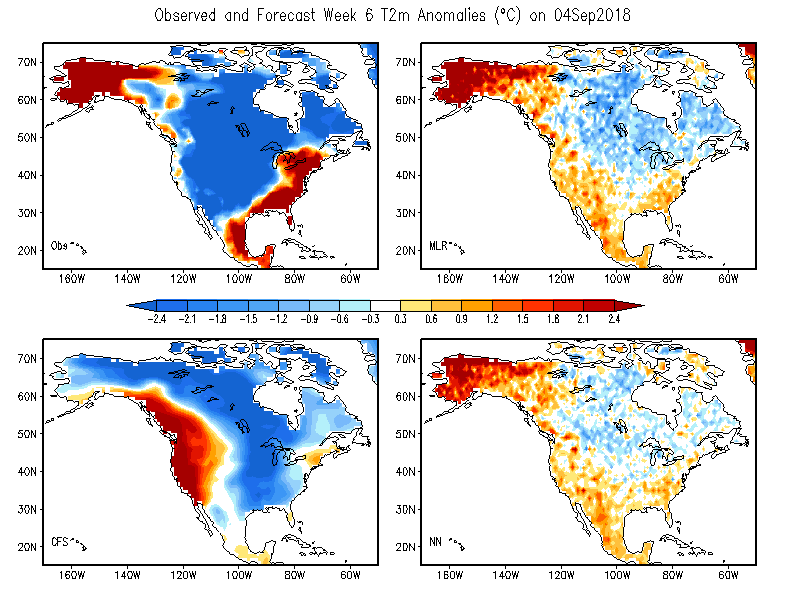 Observed and Forecast Week 6 T2m Anomalies (°C) on 04Sep2018
70N
60N
50N
40N
30N
20N
Obs
160W 140W 120W 100W 80W 60W
70N
60N
50N
40N
30N
20N
MLR
160W 140W 120W 100W 80W 60W
-2.4 -2.1 -1.8 -1.5 -1.2 -0.9 -0.6 -0.3 0.3 0.6 0.9 1.2 1.5 1.8 2.1 2.4
70N
60N
50N
40N
30N
20N
CFS
160W 140W 120W 100W 80W 60W
70N
60N
50N
40N
30N
20N
NN
160W 140W 120W 100W 80W 60W